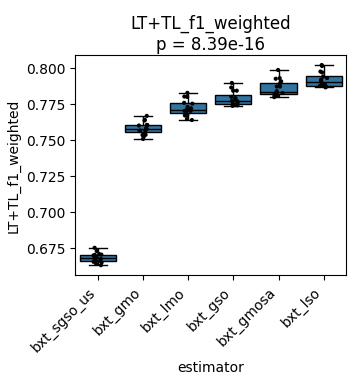 LT+TL_f1_weighted
p = 8.39e-16
LT+TL_f1_weighted
0.800
0.775
0.750
0.725
0.700
0.675
bxt_sgso_us
bxt_gmo
bxt_lmo
bxt_gso
bxt_gmosa
bxt_lso
estimator